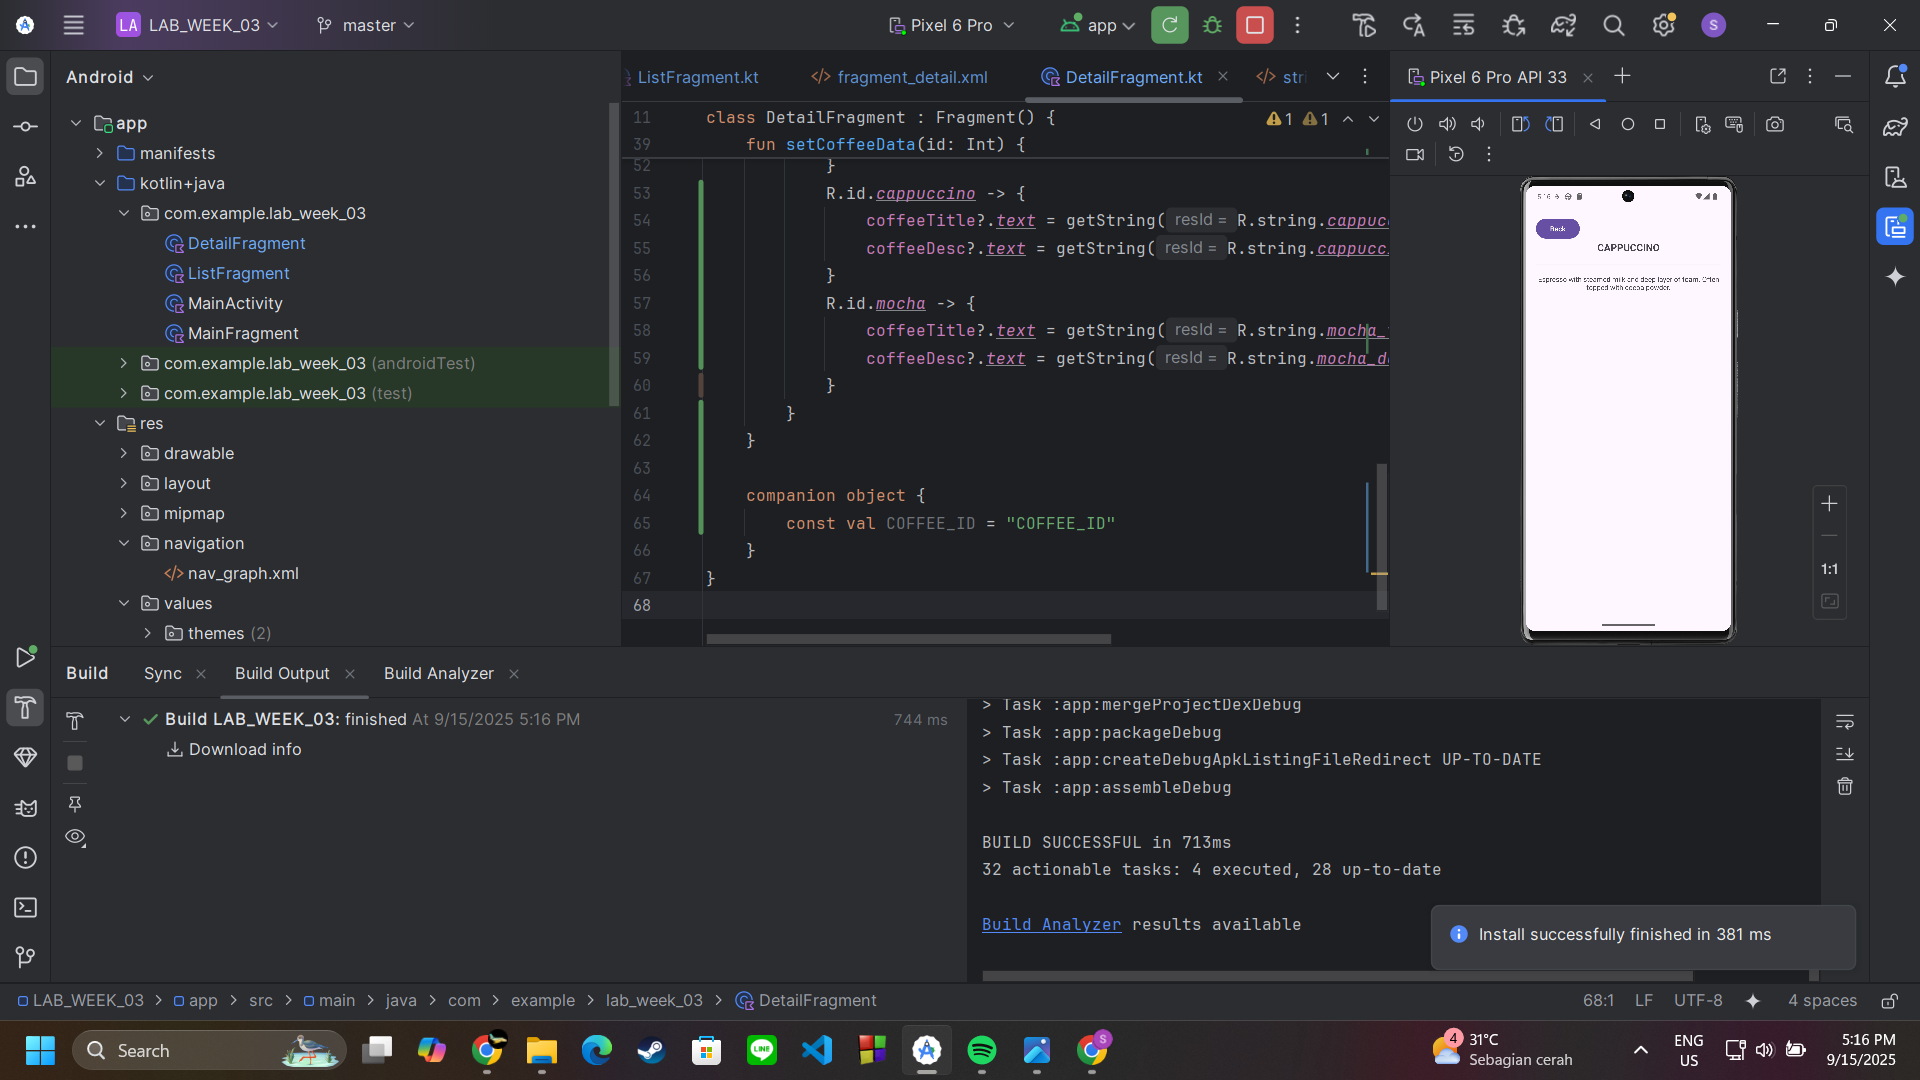 LA LAB_WEEK_03 master Pixel 6 Pro app S
Android
app
manifests
kotlin+java
com.example.lab_week_03
DetailFragment
ListFragment
MainActivity
MainFragment
com.example.lab_week_03 (androidTest)
com.example.lab_week_03 (test)
res
drawable
layout
mipmap
navigation
nav_graph.xml
values
themes (2)
ListFragment.kt fragment_detail.xml DetailFragment.kt str
11 class DetailFragment : Fragment() {
1 1
39 fun setCoffeeData(id: Int) {
52 }
53 R.id.cappuccino -> {
54 coffeeTitle?.text = getString( resId = R.string.cappuc
55 coffeeDesc?.text = getString( resId = R.string.cappucc
56 }
57 R.id.mocha -> {
58 coffeeTitle?.text = getString( resId = R.string.mocha_
59 coffeeDesc?.text = getString( resId = R.string.mocha_d
60 }
61 }
62 }
63
64 companion object {
65 const val COFFEE_ID = "COFFEE_ID"
66 }
67 }
68
Pixel 6 Pro API 33
5:16
Back
CAPPUCCINO
Espresso with steamed milk and deep layer of foam. Often
topped with cocoa powder.
1:1
Build Sync Build Output Build Analyzer
Build LAB_WEEK_03: finished At 9/15/2025 5:16 PM 744 ms
Download info
> Task :app:mergeProjectDexDebug
> Task :app:packageDebug
> Task :app:createDebugApkListingFileRedirect UP-TO-DATE
> Task :app:assembleDebug
BUILD SUCCESSFUL in 713ms
32 actionable tasks: 4 executed, 28 up-to-date
Build Analyzer results available
Install successfully finished in 381 ms
LAB_WEEK_03 > app > src > main > java > com > example > lab_week_03 > DetailFragment
68:1 LF UTF-8 4 spaces
Search
LINE
S
4
31°C
Sebagian cerah
ENG
US
5:16 PM
9/15/2025